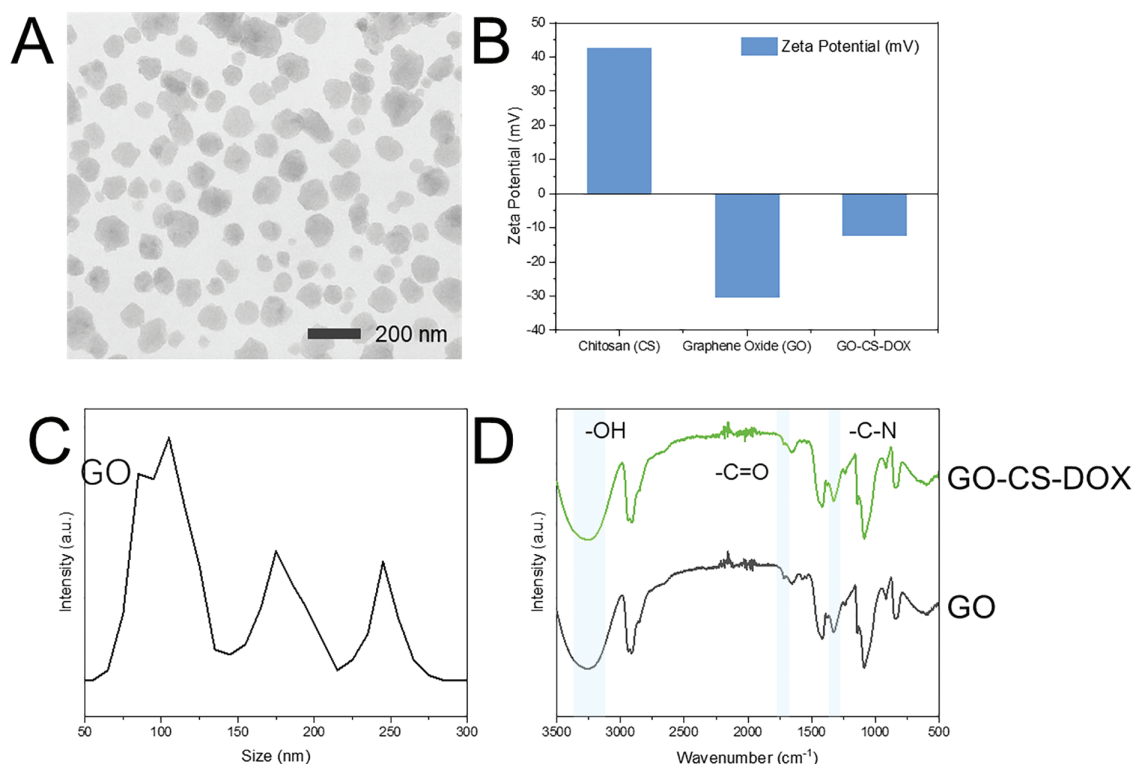 A
200 nm
B
Zeta Potential (mV)
Zeta Potential (mV)
50
40
30
20
10
0
-10
-20
-30
-40
Chitosan (CS) Graphene Oxide (GO) GO-CS-DOX
C
GO
Intensity (a.u.)
50 100 150 200 250 300
Size (nm)
D
-OH
-C=O
-C-N
GO-CS-DOX
GO
Intensity (a.u.)
3500 3000 2500 2000 1500 1000 500
Wavenumber (cm-1)